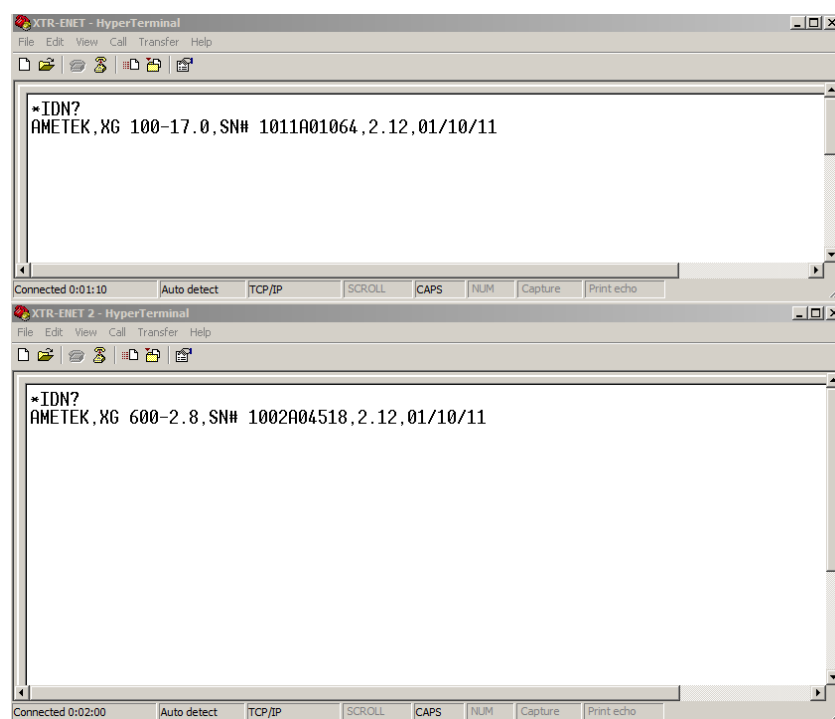 XTR-ENET - HyperTerminal
File Edit View Call Transfer Help
*IDN?
AMETEK,XG 100-17.0,SN# 1011A01064,2.12,01/10/11
Connected 0:01:10 Auto detect TCP/IP SCROLL CAPS NUM Capture Print echo
XTR-ENET 2 - HyperTerminal
File Edit View Call Transfer Help
*IDN?
AMETEK,XG 600-2.8,SN# 1002A04518,2.12,01/10/11
Connected 0:02:00 Auto detect TCP/IP SCROLL CAPS NUM Capture Print echo